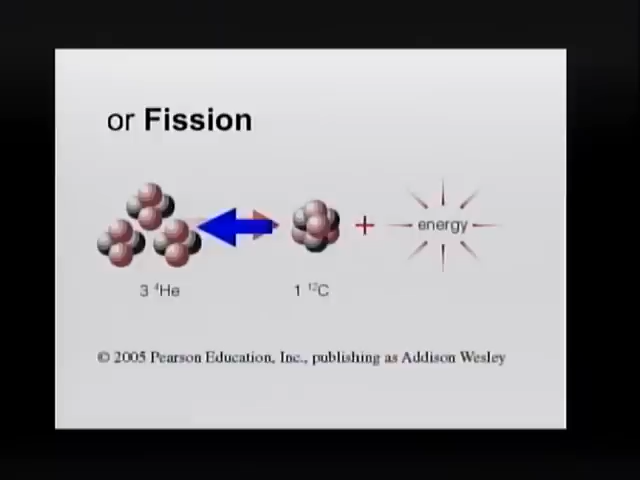 or Fission
+
energy
3 ⁴He
1 ¹²C
© 2005 Pearson Education, Inc., publishing as Addison Wesley